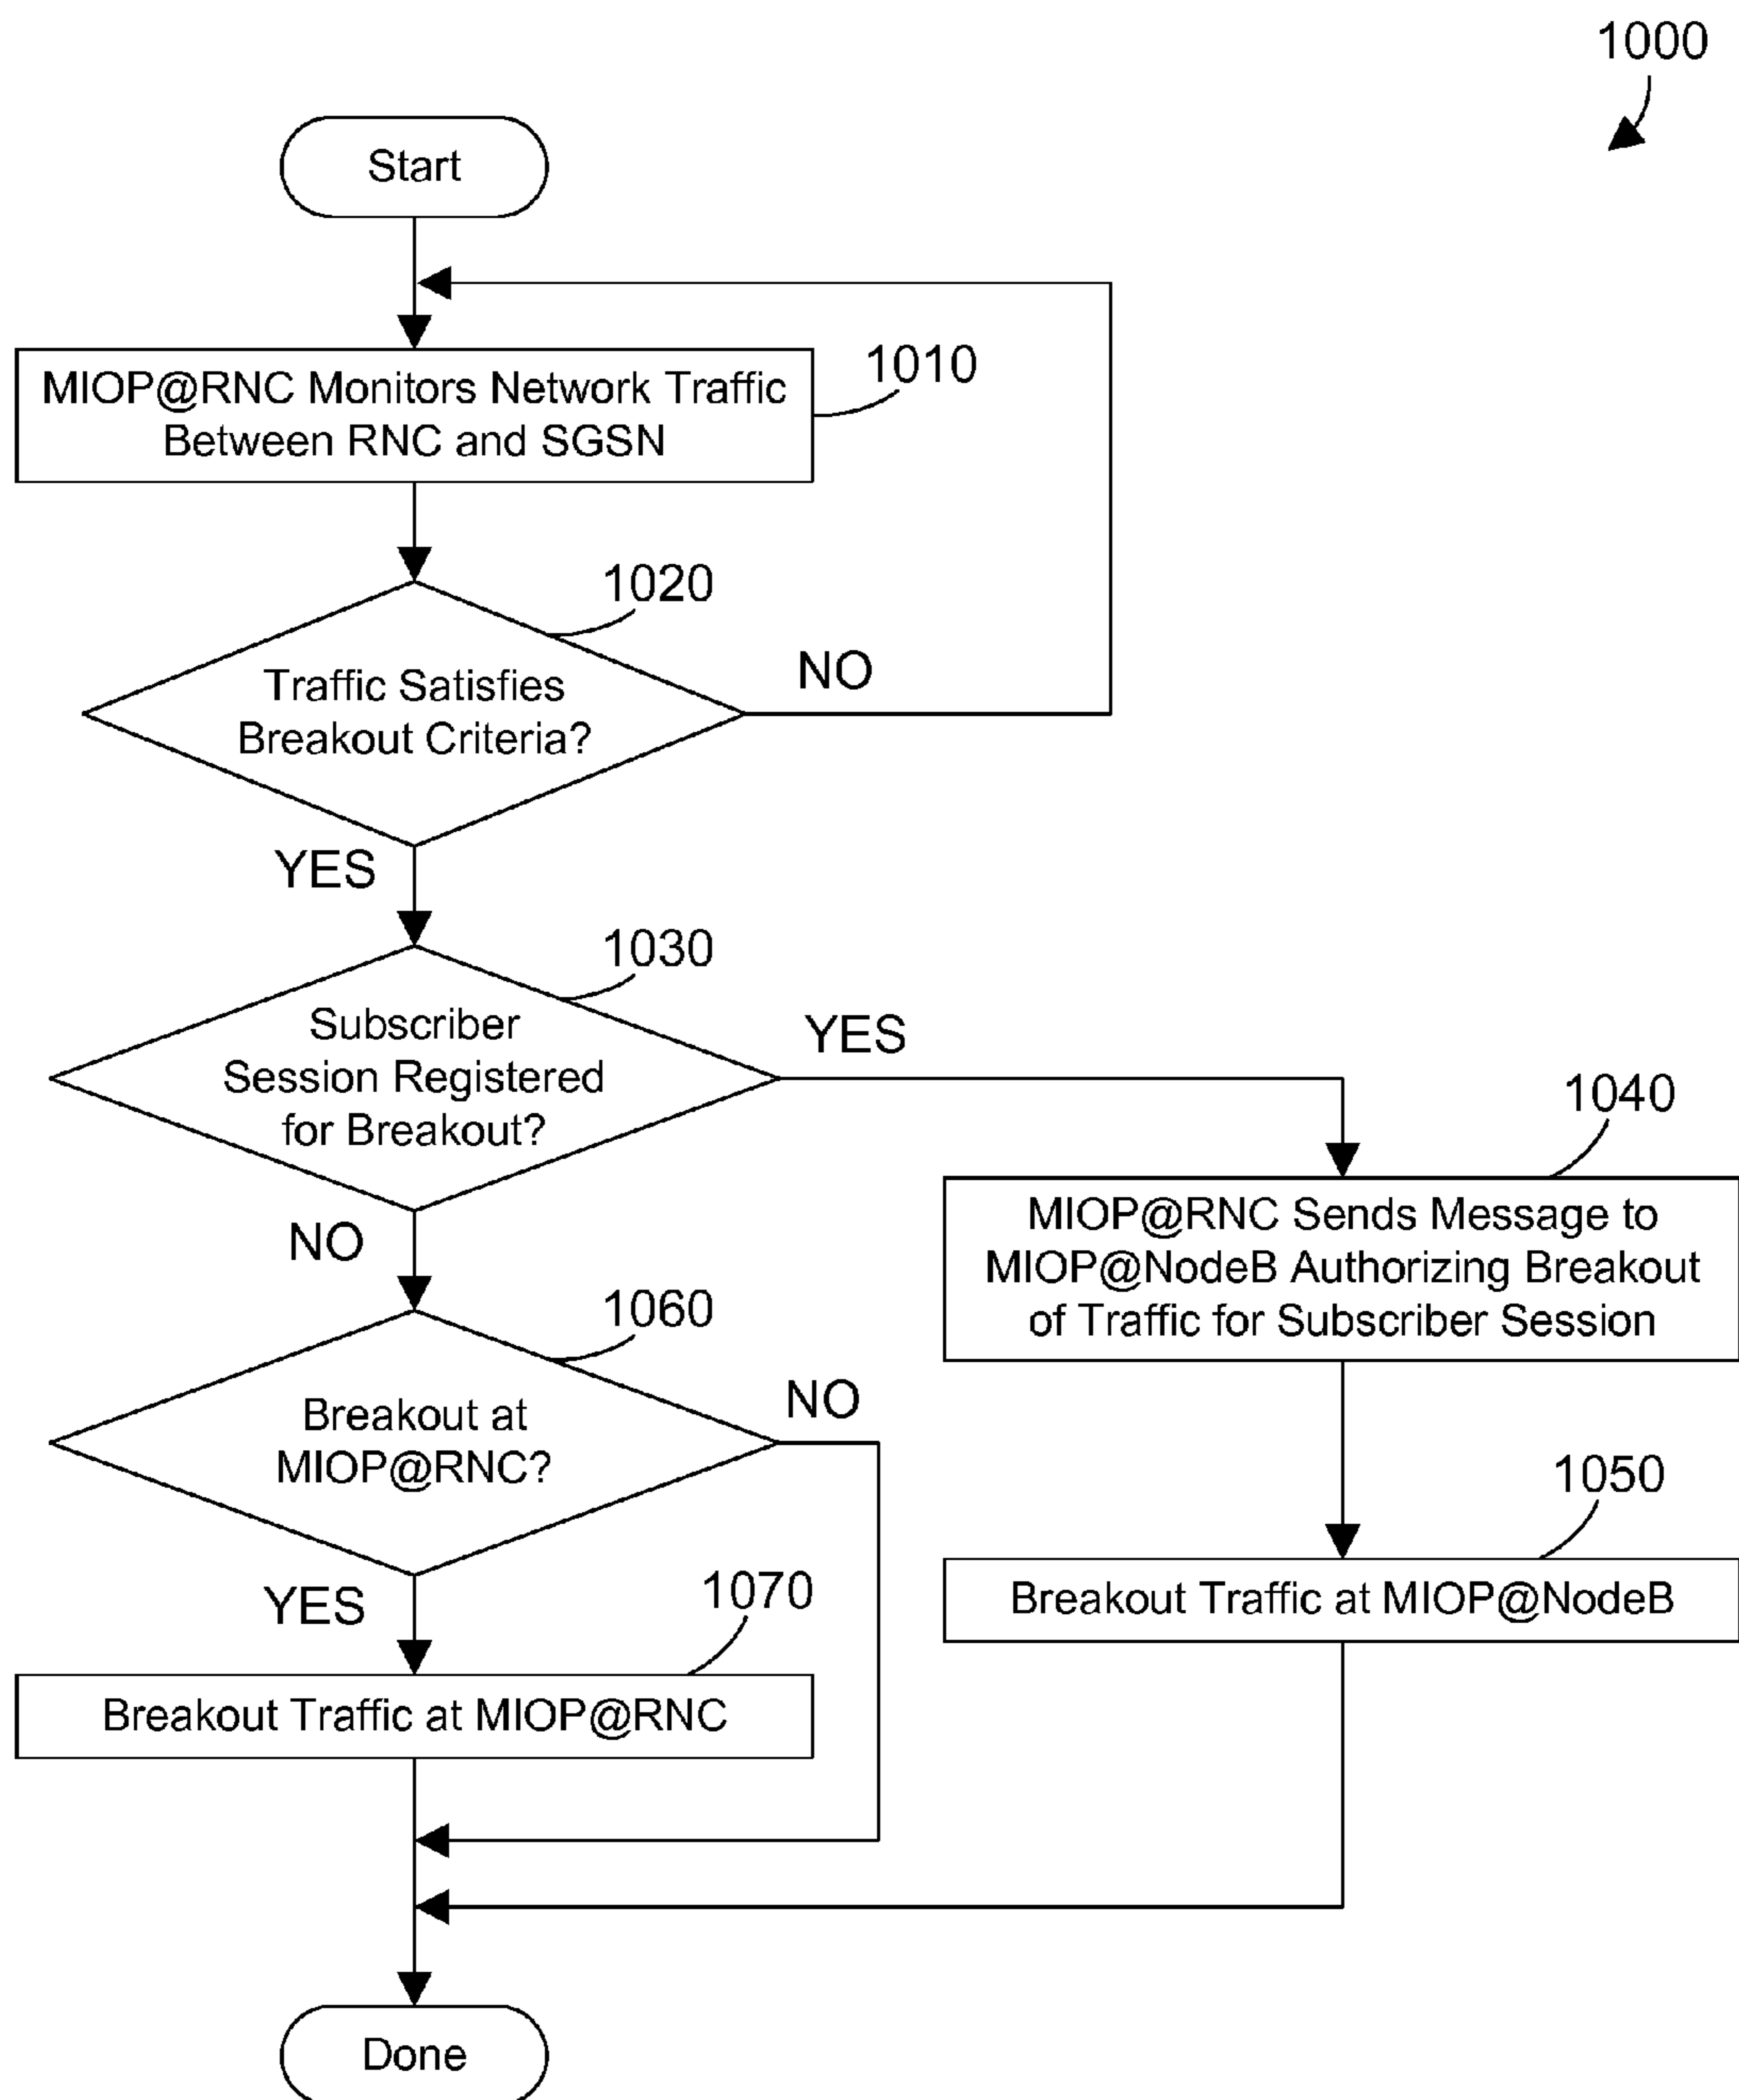 1000
Start
MIOP@RNC Monitors Network Traffic
Between RNC and SGSN
1010
1020
Traffic Satisfies
Breakout Criteria?
NO
YES
1030
Subscriber
Session Registered
for Breakout?
YES
NO
1040
MIOP@RNC Sends Message to
MIOP@NodeB Authorizing Breakout
of Traffic for Subscriber Session
1060
Breakout at
MIOP@RNC?
NO
YES
1050
Breakout Traffic at MIOP@NodeB
1070
Breakout Traffic at MIOP@RNC
Done